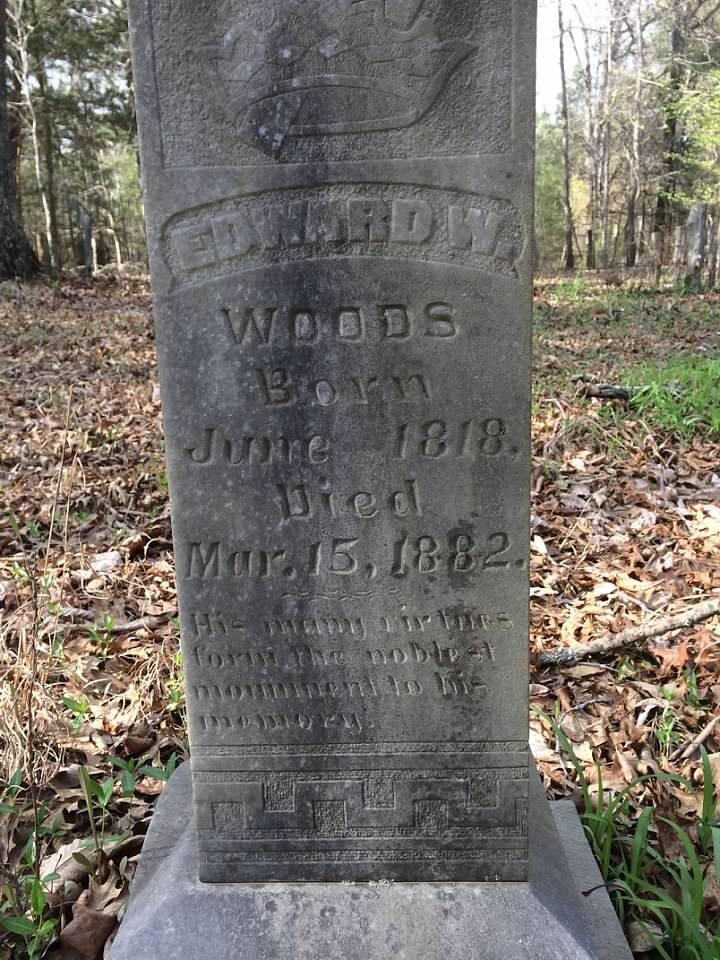 EDWARD W.
WOODS
Born
June 1818.
Died
Mar. 15, 1882.
His many virtues
form the noblest
monument to his
memory.